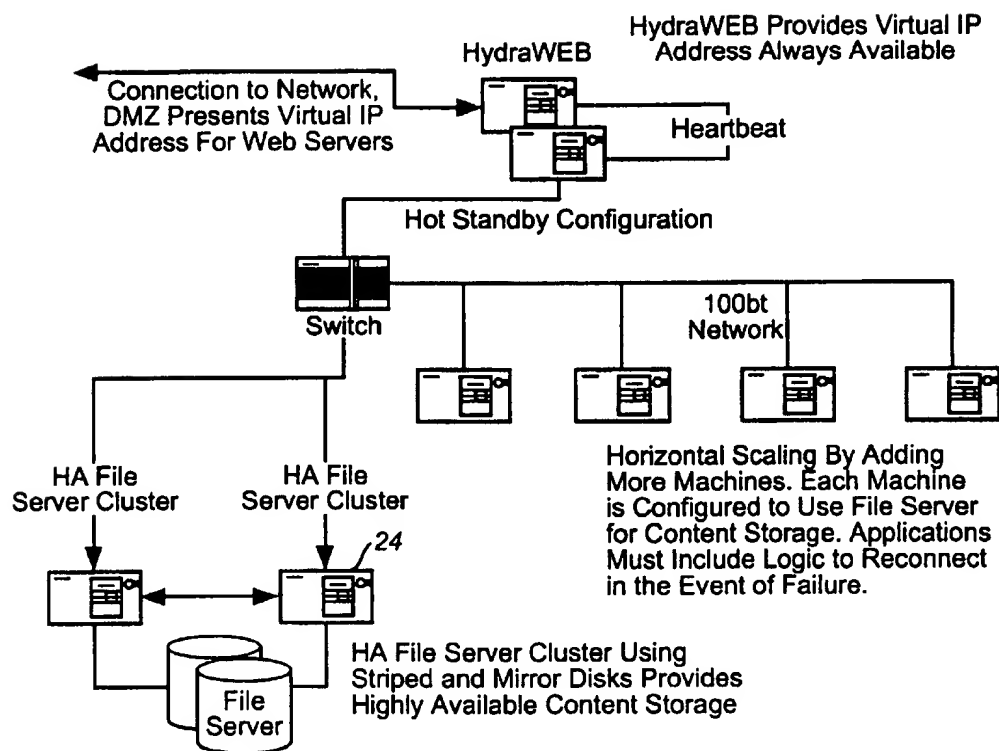 HydraWEB Provides Virtual IP
Address Always Available
HydraWEB
Connection to Network,
DMZ Presents Virtual IP
Address For Web Servers
Heartbeat
Hot Standby Configuration
Switch
100bt
Network
HA File
Server Cluster
HA File
Server Cluster
24
Horizontal Scaling By Adding
More Machines. Each Machine
is Configured to Use File Server
for Content Storage. Applications
Must Include Logic to Reconnect
in the Event of Failure.
HA File Server Cluster Using
Striped and Mirror Disks Provides
Highly Available Content Storage
File
Server